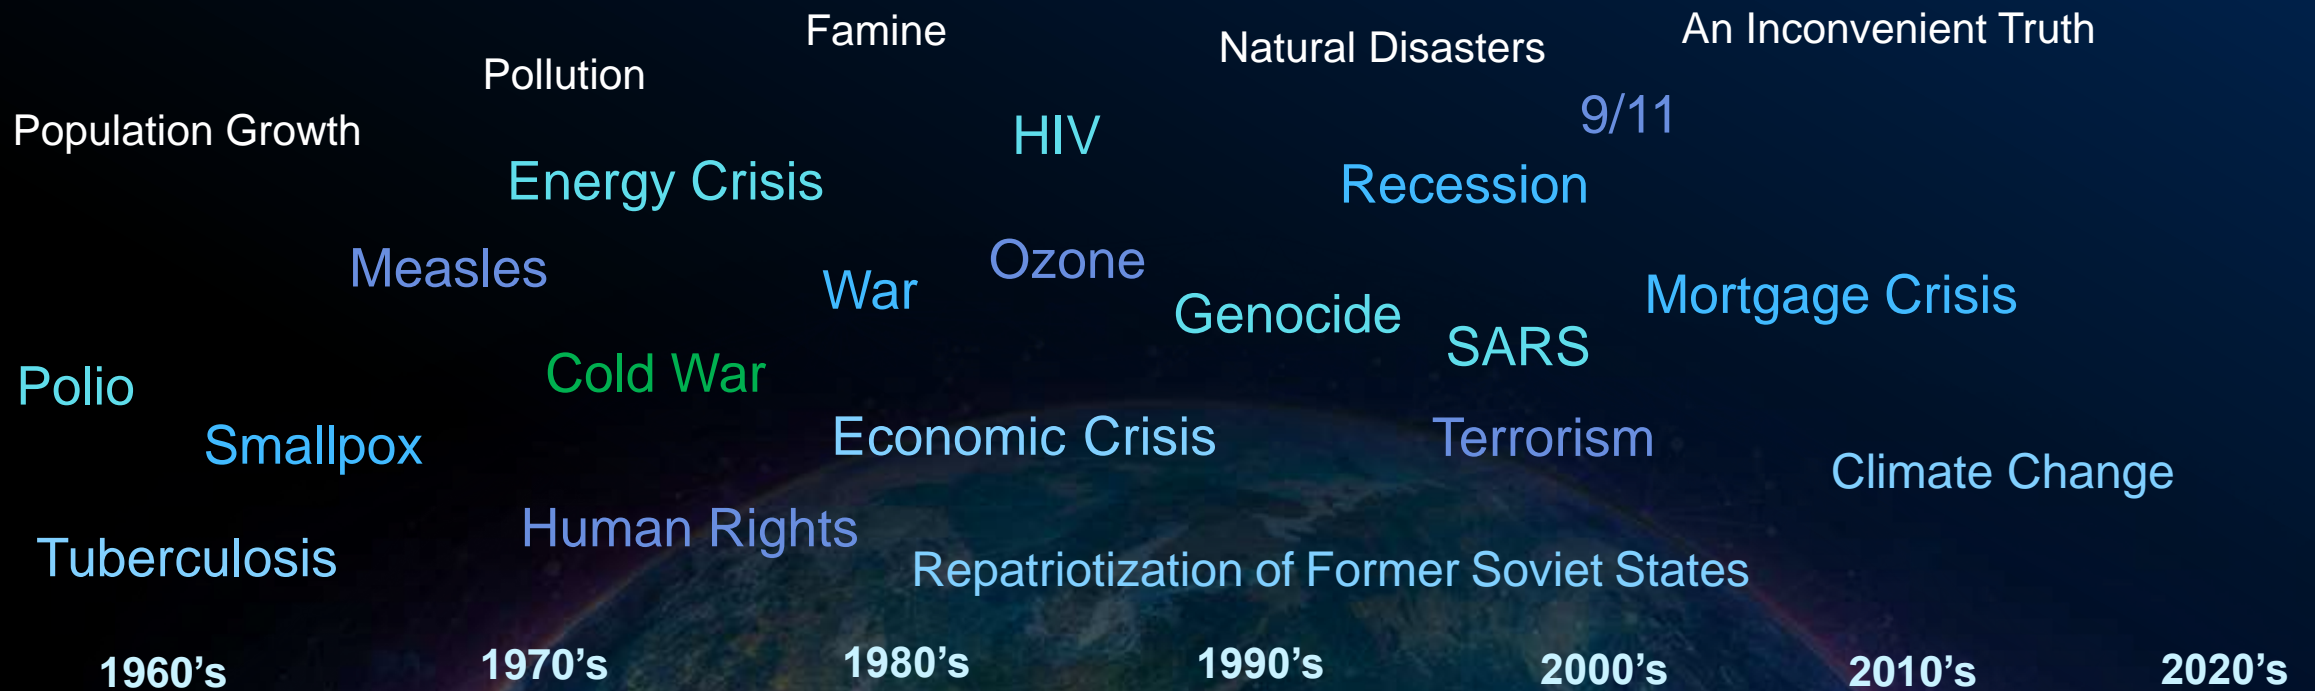 Famine
An Inconvenient Truth
Natural Disasters
Pollution
Population Growth
9/11
HIV
Energy Crisis
Recession
Measles
Ozone
War
Mortgage Crisis
Genocide
SARS
Cold War
Polio
Smallpox
Economic Crisis
Terrorism
Climate Change
Human Rights
Tuberculosis
Repatriotization of Former Soviet States
1960’s
1970’s
1980’s
1990’s
2000’s
2010’s
2020’s